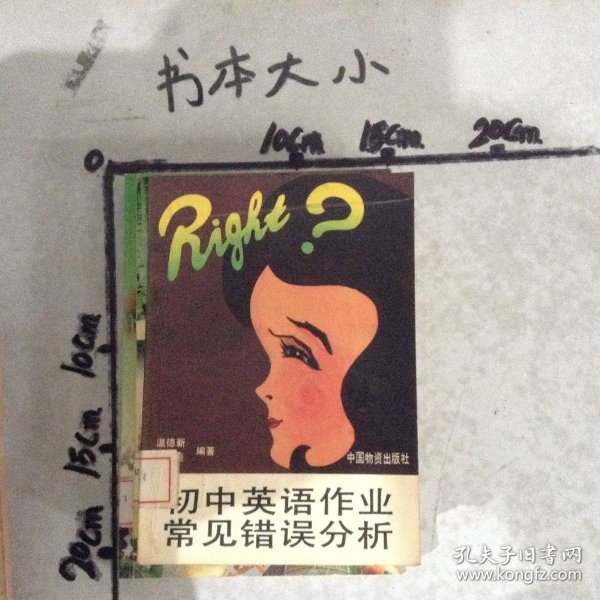 书本大小
10cm 15cm 20cm
0
10cm
15cm
20cm
Right?
温德新
编著
中国物资出版社
初中英语作业
常见错误分析
孔夫子旧书网
www.kongfz.com